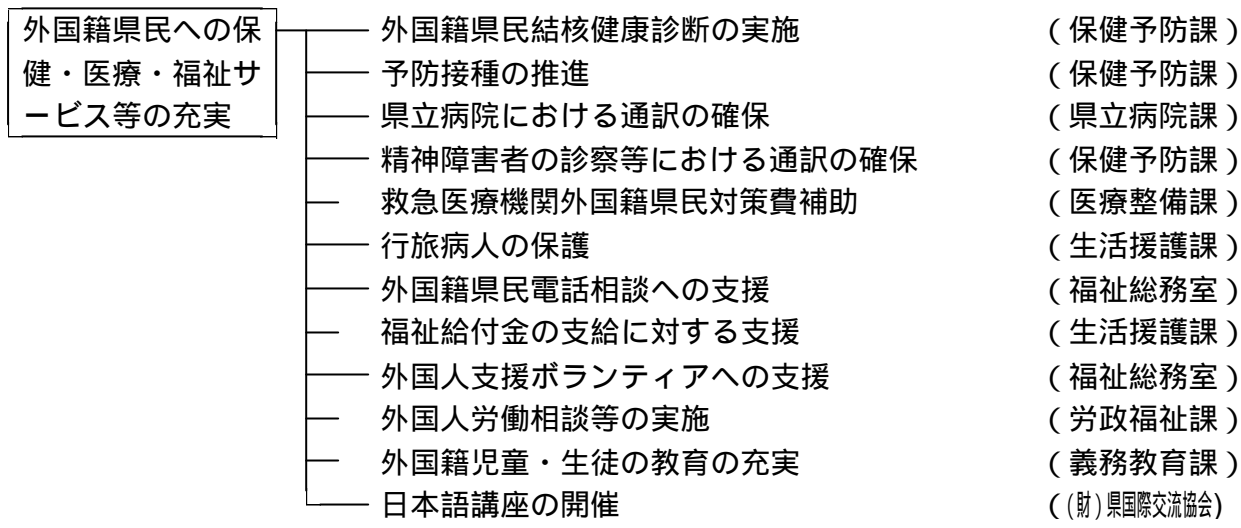 外国籍県民への保
健・医療・福祉サ
ービス等の充実
外国籍県民結核健康診断の実施 (保健予防課)
予防接種の推進 (保健予防課)
県立病院における通訳の確保 (県立病院課)
精神障害者の診察等における通訳の確保 (保健予防課)
救急医療機関外国籍県民対策費補助 (医療整備課)
行旅病人の保護 (生活援護課)
外国籍県民電話相談への支援 (福祉総務室)
福祉給付金の支給に対する支援 (生活援護課)
外国人支援ボランティアへの支援 (福祉総務室)
外国人労働相談等の実施 (労政福祉課)
外国籍児童・生徒の教育の充実 (義務教育課)
日本語講座の開催 ((財)県国際交流協会)